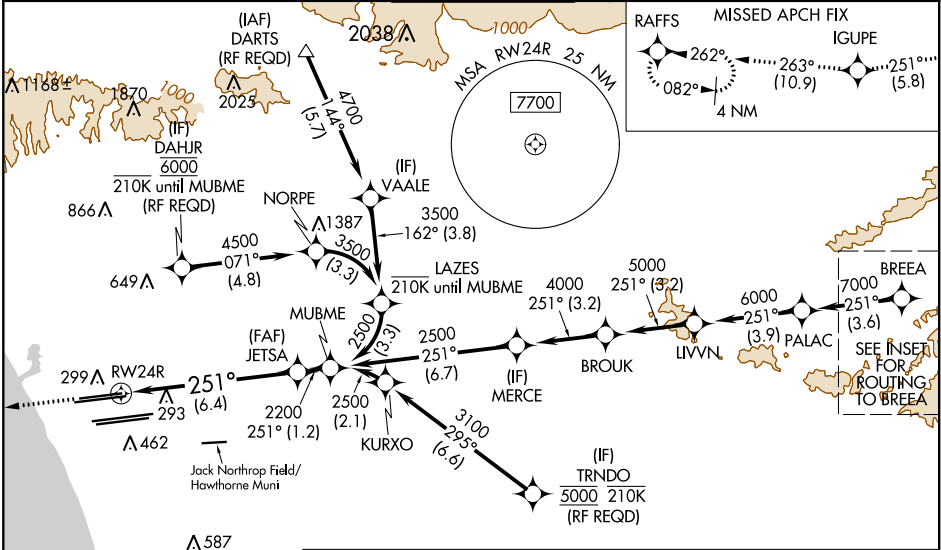 MISSED APCH FIX
RAFFS
IGUPE
262°
263°
(10.9)
251°
(5.8)
082°
4 NM
1000
2038
(IAF)
DARTS
(RF REQD)
2025
1168±
1870
1000
MSA RW24R 25 NM
7700
4700
144°
(5.7)
(IF)
DAHJR
6000
210K until MUBME
(RF REQD)
(IF)
VAALE
NORPE
1387
866
3500
162° (3.8)
4500
071°
(4.8)
3500
(3.3)
649
LAZES
210K until MUBME
5000
251° (3.2)
4000
251° (3.2)
BREEA
7000
251°
(3.6)
6000
251°
(3.9)
PALAC
LIVVN
BROUK
MUBME
2500
(3.3)
2500
251°
(6.7)
(FAF)
JETSA
(IF)
MERCE
SEE INSET
FOR
ROUTING
TO BREEA
299
RW24R
251°
(6.4)
293
2200
251° (1.2)
2500
(2.1)
KURXO
462
3100
295°
(6.6)
Jack Northrop Field/
Hawthorne Muni
(IF)
TRNDO
5000 210K
(RF REQD)
587